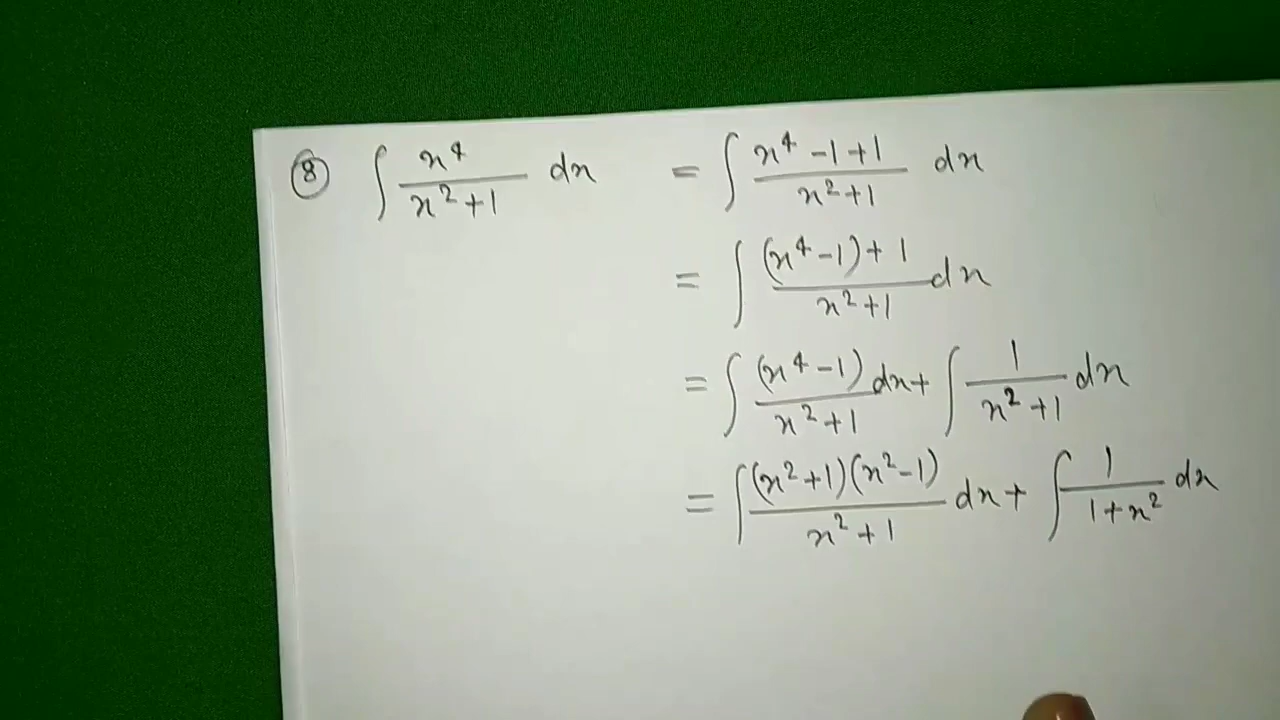 ⑧ ∫ x⁴/(x²+1) dx = ∫ (x⁴-1+1)/(x²+1) dx
= ∫ ((x⁴-1)+1)/(x²+1) dx
= ∫ (x⁴-1)/(x²+1) dx + ∫ 1/(x²+1) dx
= ∫ (x²+1)(x²-1)/(x²+1) dx + ∫ 1/(1+x²) dx